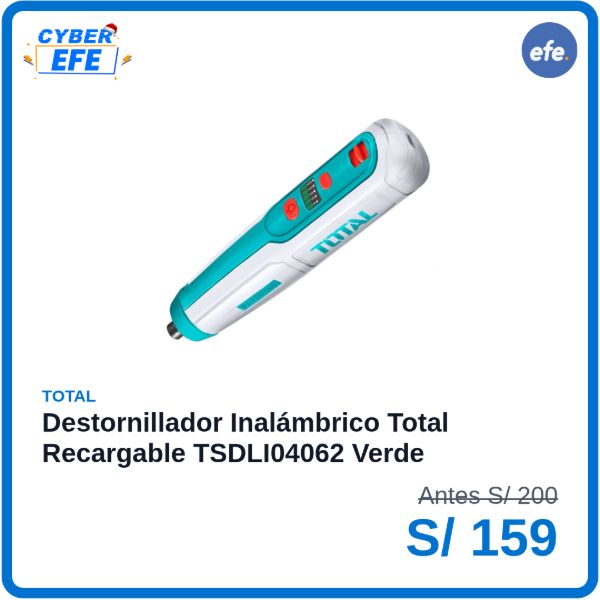 CYBER
EFE
efe.
TOTAL
TOTAL
Destornillador Inalámbrico Total
Recargable TSDLI04062 Verde
Antes S/ 200
S/ 159